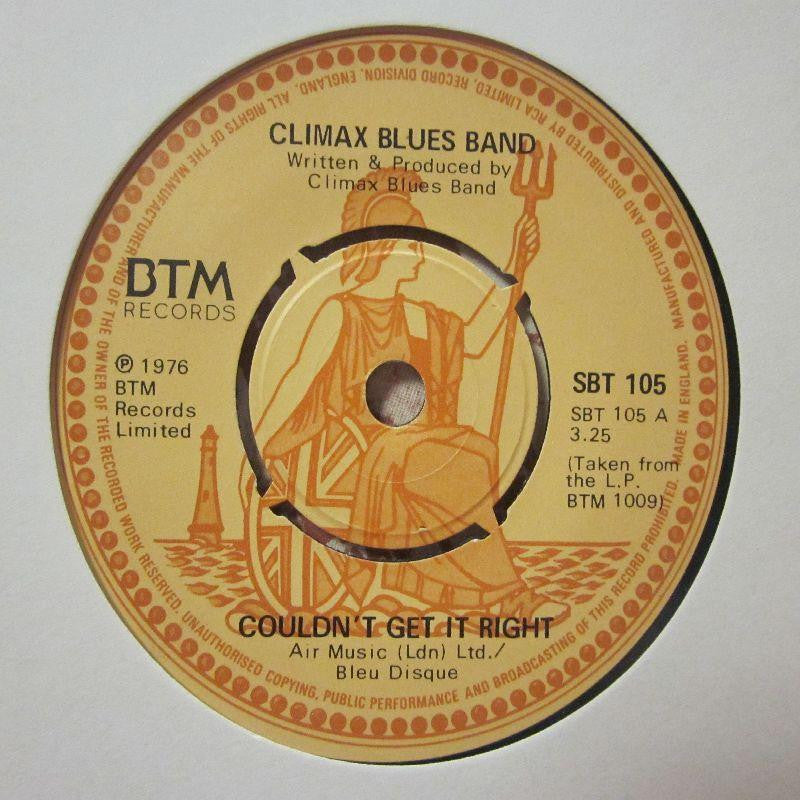 CLIMAX BLUES BAND
Written & Produced by
Climax Blues Band
BTM
RECORDS
℗ 1976
BTM
Records
Limited
SBT 105
SBT 105 A
3.25
(Taken from
the L.P.
BTM 1009)
COULDN'T GET IT RIGHT
Air Music (Ldn) Ltd./
Bleu Disque
MANUFACTURED AND DISTRIBUTED BY RCA LIMITED, RECORD DIVISION, ENGLAND. ALL RIGHTS OF THE MANUFACTURER AND OF THE OWNER OF THE RECORDED WORK RESERVED. UNAUTHORISED COPYING, PUBLIC PERFORMANCE AND BROADCASTING OF THIS RECORD PROHIBITED. MADE IN ENGLAND.